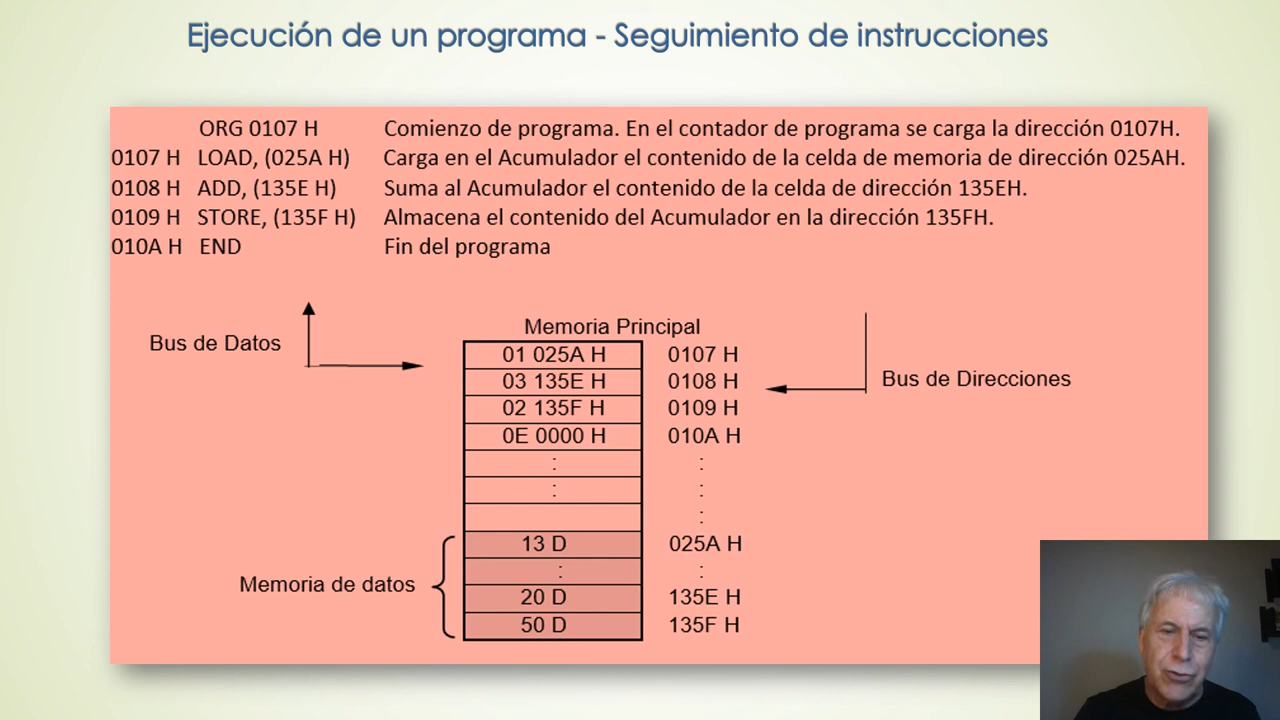 Ejecución de un programa - Seguimiento de instrucciones
ORG 0107 H Comienzo de programa. En el contador de programa se carga la dirección 0107H.
0107 H LOAD, (025A H) Carga en el Acumulador el contenido de la celda de memoria de dirección 025AH.
0108 H ADD, (135E H) Suma al Acumulador el contenido de la celda de dirección 135EH.
0109 H STORE, (135F H) Almacena el contenido del Acumulador en la dirección 135FH.
010A H END Fin del programa
Memoria Principal
Bus de Datos
01 025A H 0107 H
03 135E H 0108 H
Bus de Direcciones
02 135F H 0109 H
0E 0000 H 010A H
: :
: :
:
13 D 025A H
: :
Memoria de datos
20 D 135E H
50 D 135F H